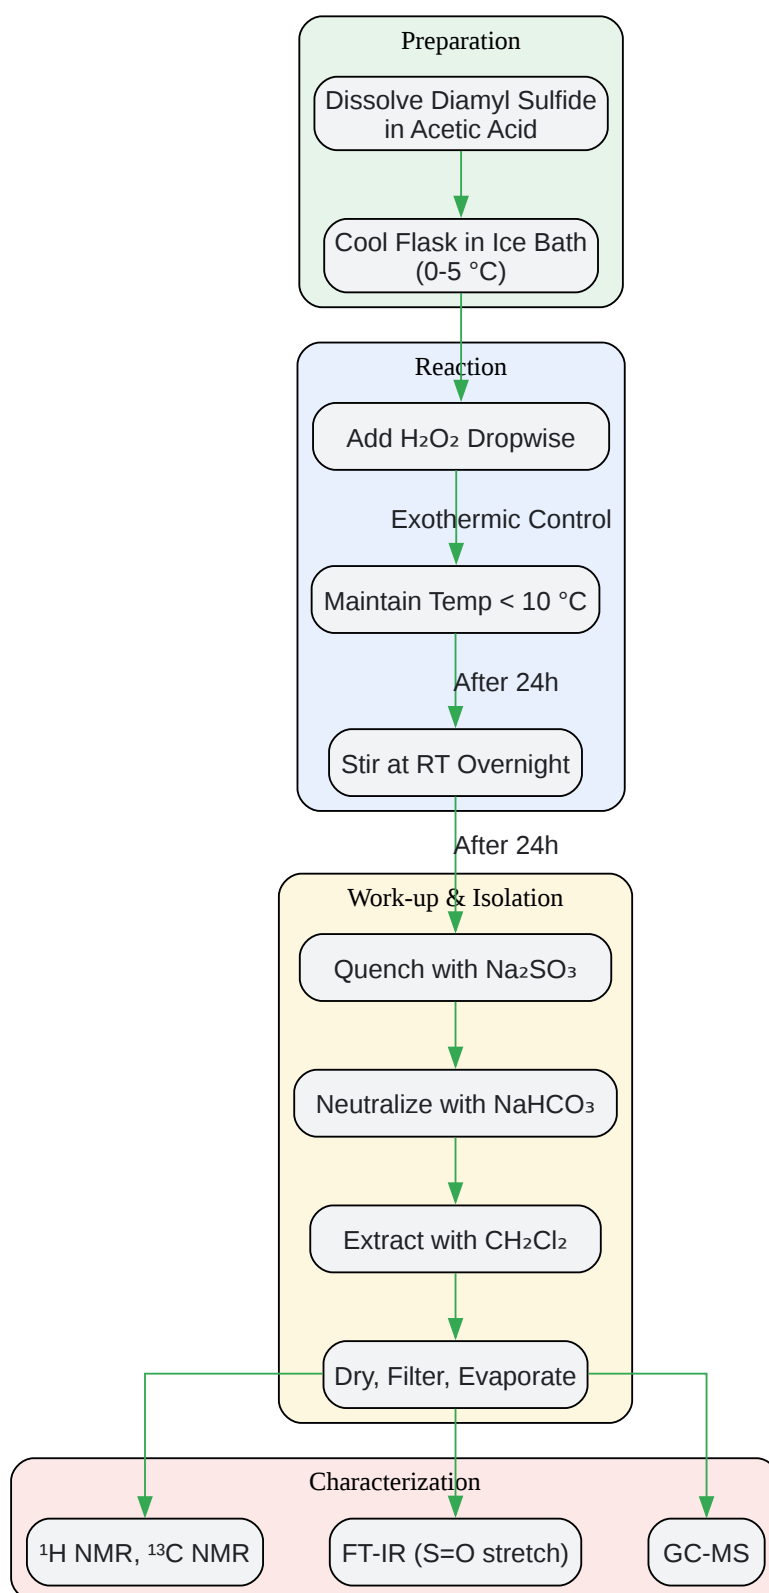 Preparation
Dissolve Diamyl Sulfide
in Acetic Acid
Cool Flask in Ice Bath
(0-5 °C)
Reaction
Add H₂O₂ Dropwise
Exothermic Control
Maintain Temp < 10 °C
After 24h
Stir at RT Overnight
After 24h
Work-up & Isolation
Quench with Na₂SO₃
Neutralize with NaHCO₃
Extract with CH₂Cl₂
Dry, Filter, Evaporate
Characterization
¹H NMR, ¹³C NMR
FT-IR (S=O stretch)
GC-MS